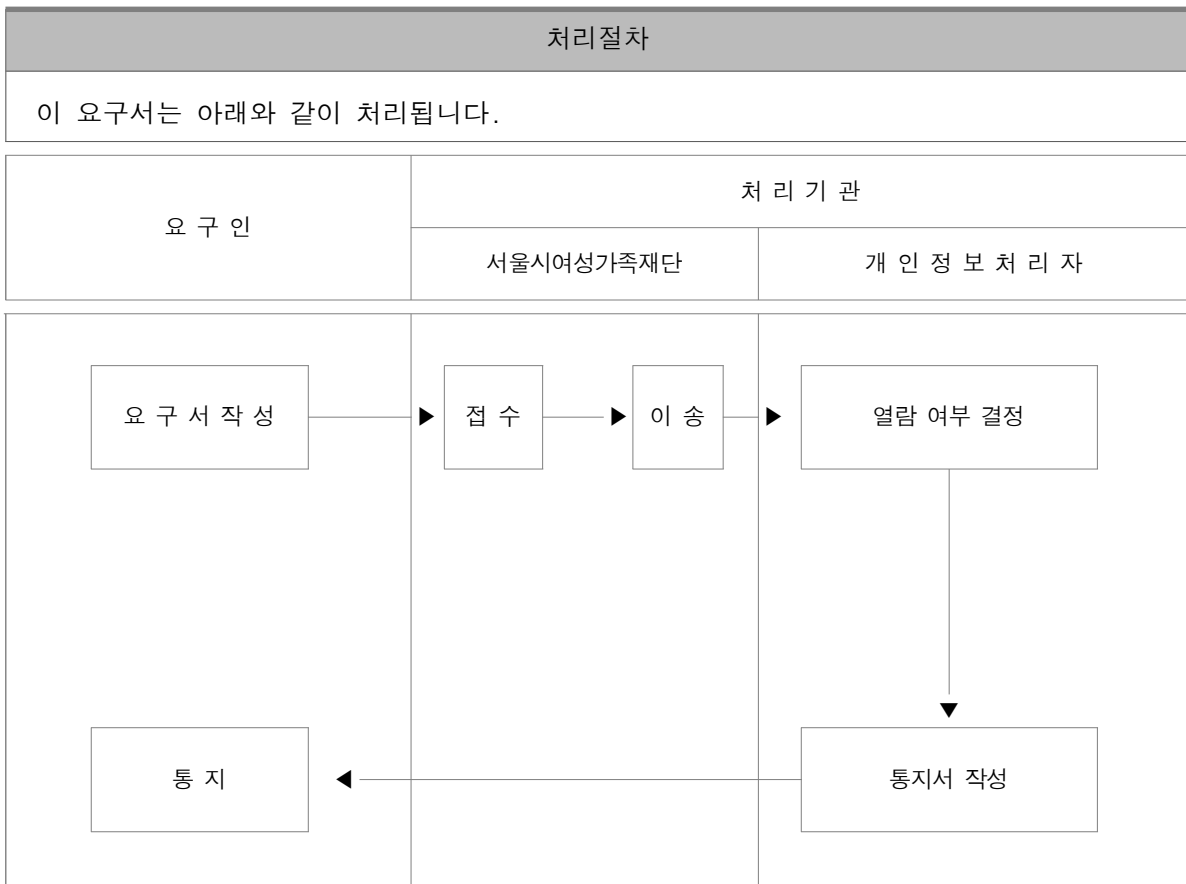 처리절차
이 요구서는 아래와 같이 처리됩니다.
요 구 인
처 리 기 관
서울시여성가족재단
개 인 정 보 처 리 자
요 구 서 작 성
접 수
이 송
열람 여부 결정
통 지
통지서 작성